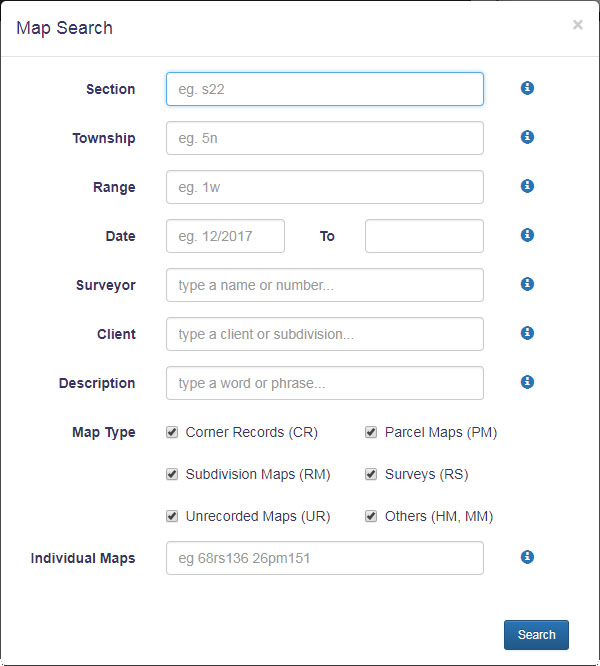 Map Search ×
Section eg. s22
Township eg. 5n
Range eg. 1w
Date eg. 12/2017 To
Surveyor type a name or number...
Client type a client or subdivision...
Description type a word or phrase...
Map Type Corner Records (CR) Parcel Maps (PM)
Subdivision Maps (RM) Surveys (RS)
Unrecorded Maps (UR) Others (HM, MM)
Individual Maps eg 68rs136 26pm151
Search